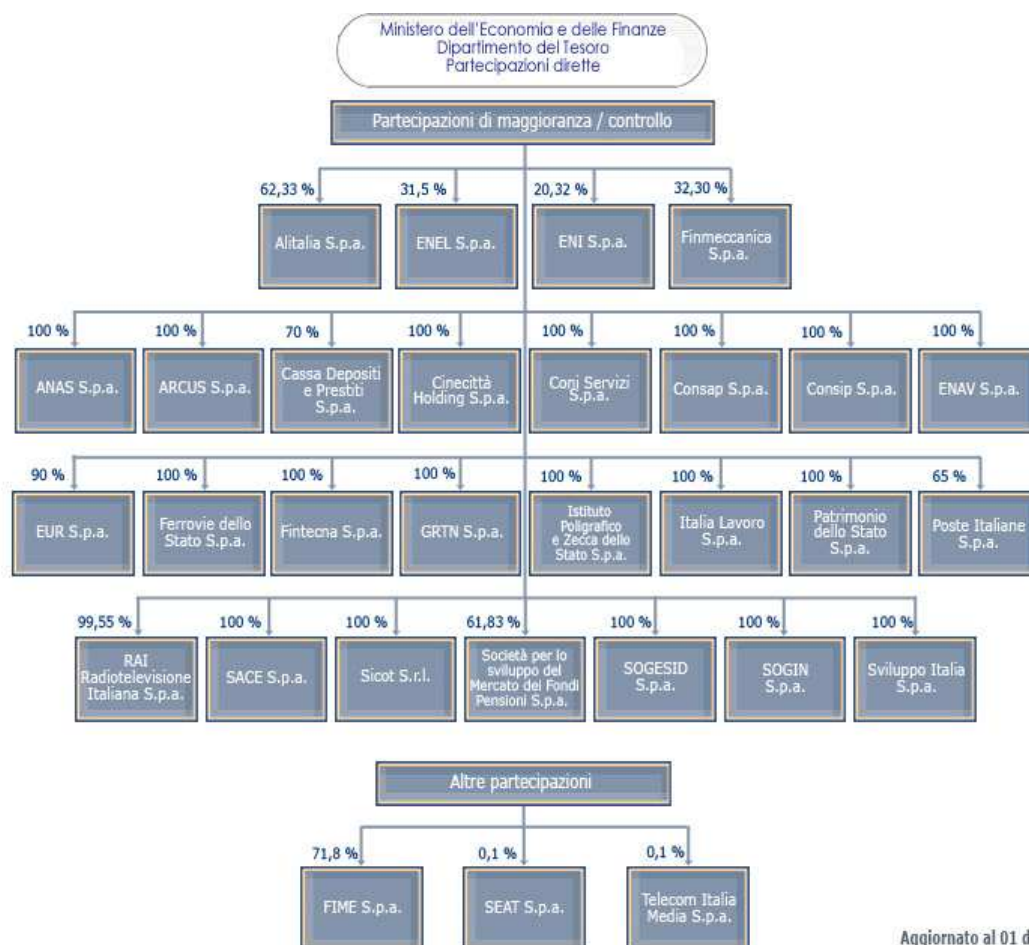 Ministero dell'Economia e delle Finanze
Dipartimento del Tesoro
Partecipazioni dirette
Partecipazioni di maggioranza / controllo
62,33 %
31,5 %
20,32 %
32,30 %
Alitalia S.p.a.
ENEL S.p.a.
ENI S.p.a.
Finmeccanica
S.p.a.
100 %
100 %
70 %
100 %
100 %
100 %
100 %
100 %
ANAS S.p.a.
ARCUS S.p.a.
Cassa Depositi
e Prestiti
S.p.a.
Cinecittà
Holding S.p.a.
Coni Servizi
S.p.a.
Consap S.p.a.
Consip S.p.a.
ENAV S.p.a.
90 %
100 %
100 %
100 %
100 %
100 %
100 %
65 %
EUR S.p.a.
Ferrovie dello
Stato S.p.a.
Fintecna S.p.a.
GRTN S.p.a.
Istituto
Poligrafico
e Zecca dello
Stato S.p.a.
Italia Lavoro
S.p.a.
Patrimonio
dello Stato
S.p.a.
Poste Italiane
S.p.a.
99,55 %
100 %
100 %
61,83 %
100 %
100 %
100 %
RAI
Radiotelevisione
Italiana S.p.a.
SACE S.p.a.
Sicot S.r.l.
Società per lo
sviluppo del
Mercato dei Fondi
Pensioni S.p.a.
SOGESID
S.p.a.
SOGIN
S.p.a.
Sviluppo Italia
S.p.a.
Altre partecipazioni
71,8 %
0,1 %
0,1 %
FIME S.p.a.
SEAT S.p.a.
Telecom Italia
Media S.p.a.
Aggiornato al 01 d